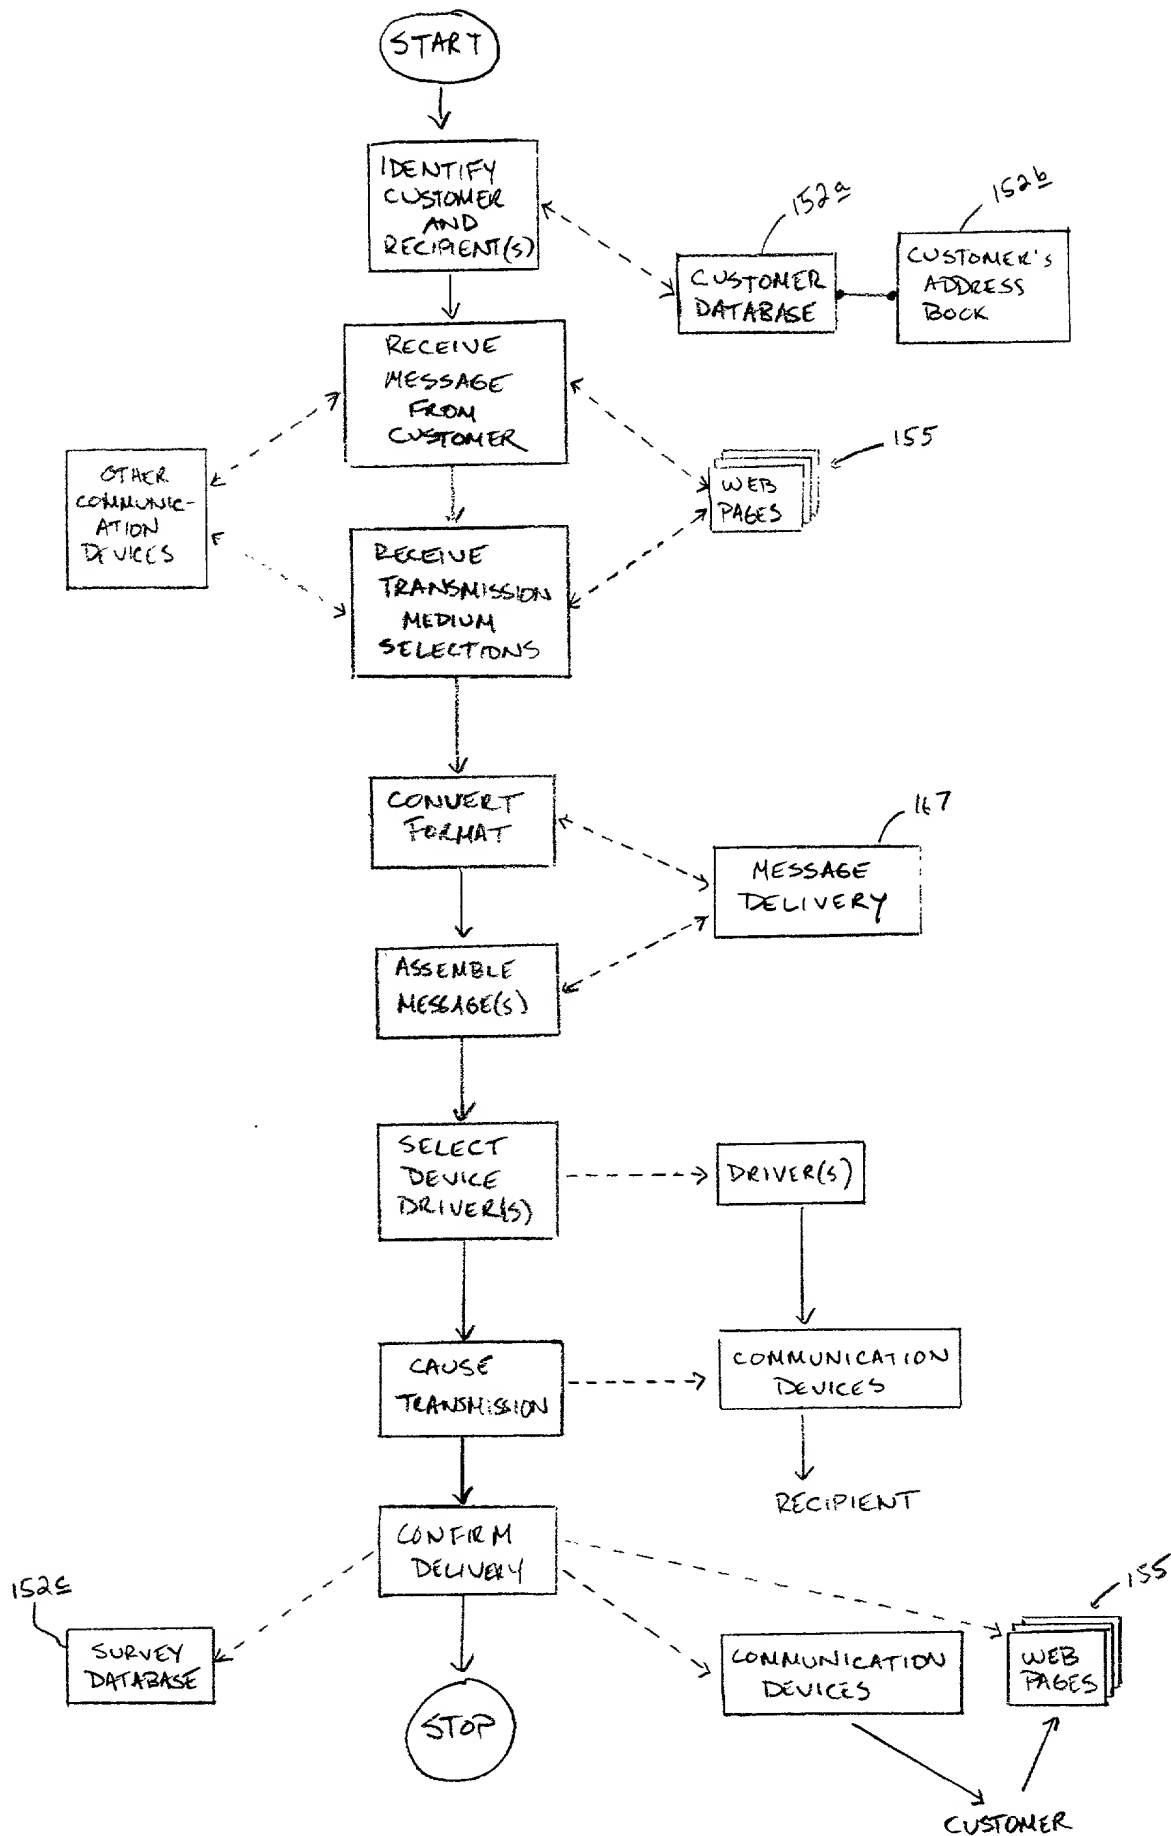 START
IDENTIFY
CUSTOMER
AND
RECIPIENT(S)
152a
152b
CUSTOMER
DATABASE
CUSTOMER'S
ADDRESS
BOCK
RECEIVE
MESSAGE
FROM
CUSTOMER
OTHER
COMMUNIC-
ATION
DEVICES
155
WEB
PAGES
RECEIVE
TRANSMISSION
MEDIUM
SELECTIONS
CONVERT
FORMAT
167
MESSAGE
DELIVERY
ASSEMBLE
MESSAGE(S)
SELECT
DEVICE
DRIVER(S)
DRIVER(S)
CAUSE
TRANSMISSION
COMMUNICATION
DEVICES
RECIPIENT
CONFIRM
DELIVERY
152c
SURVEY
DATABASE
155
COMMUNICATION
DEVICES
WEB
PAGES
STOP
CUSTOMER